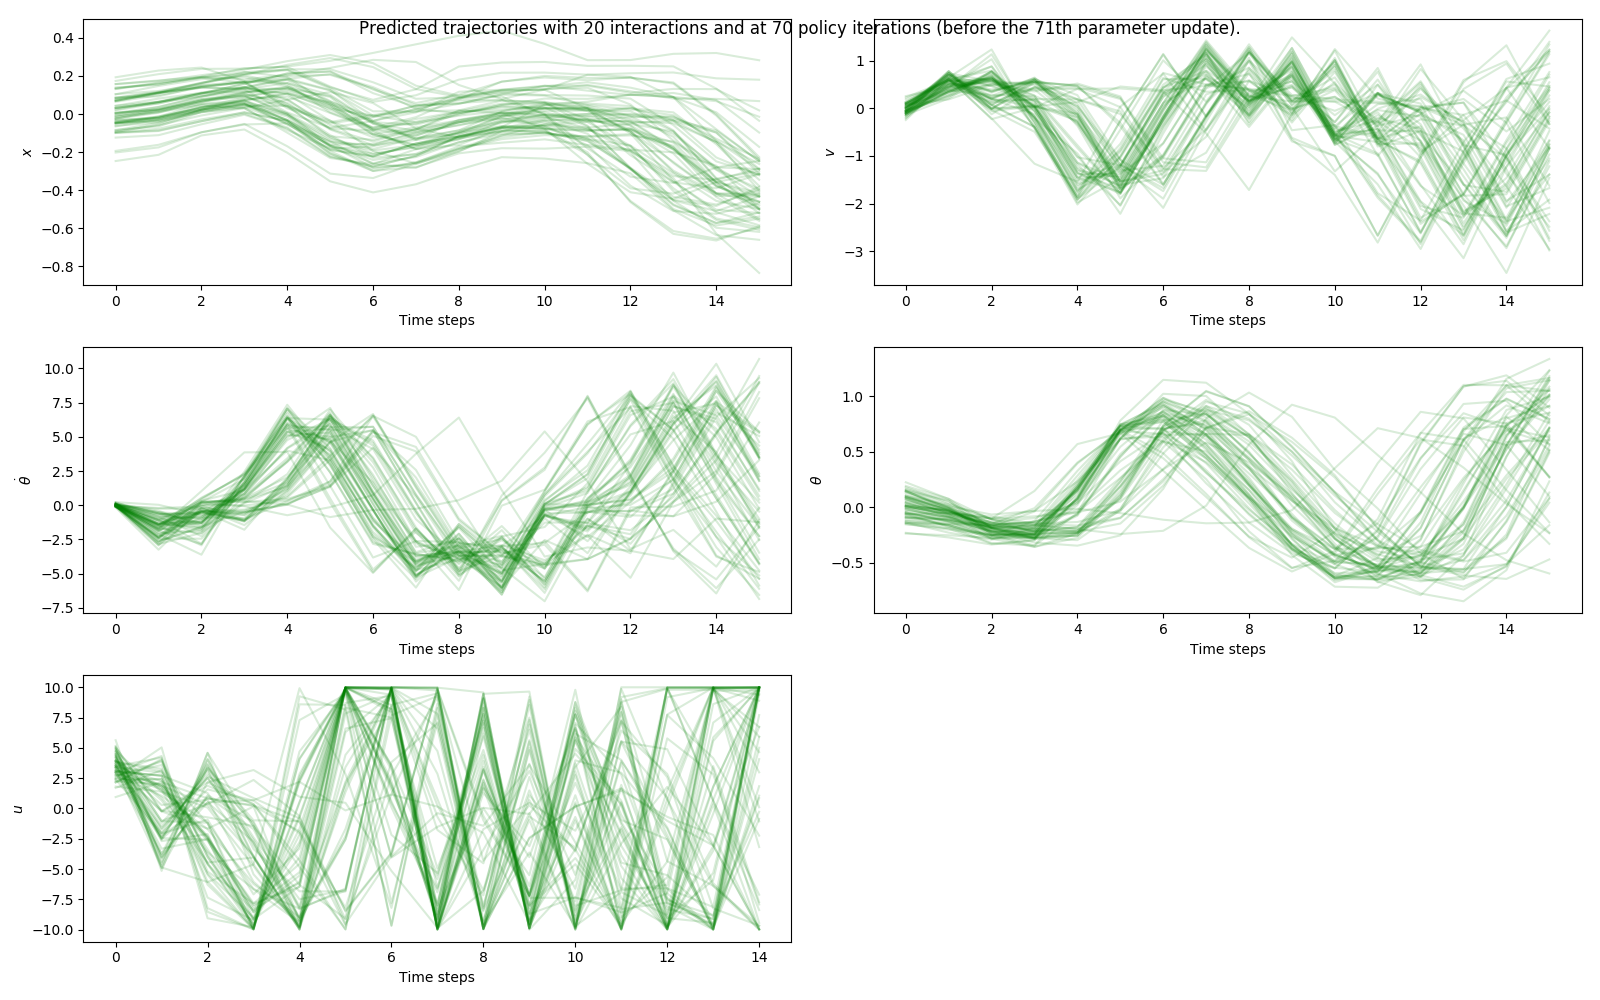 Predicted trajectories with 20 interactions and at 70 policy iterations (before the 71th parameter update).
0.4
0.2
0.0
−0.2
−0.4
−0.6
−0.8
x
0 2 4 6 8 10 12 14
Time steps
1
0
−1
−2
−3
v
0 2 4 6 8 10 12 14
Time steps
10.0
7.5
5.0
2.5
0.0
−2.5
−5.0
−7.5
θ̇
0 2 4 6 8 10 12 14
Time steps
1.0
0.5
0.0
−0.5
θ
0 2 4 6 8 10 12 14
Time steps
10.0
7.5
5.0
2.5
0.0
−2.5
−5.0
−7.5
−10.0
u
0 2 4 6 8 10 12 14
Time steps